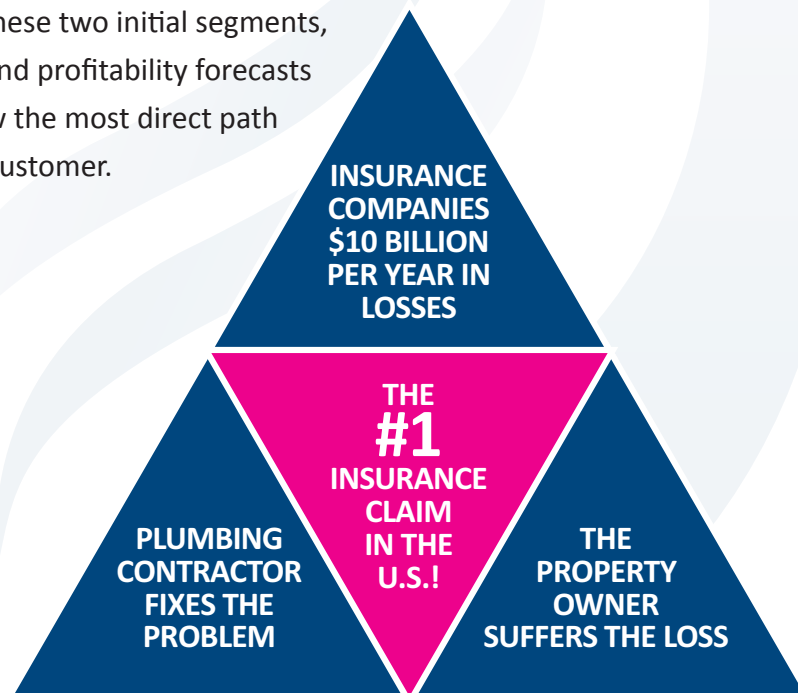 hese two initial segments,
nd profitability forecasts
the most direct path
ustomer.
INSURANCE
COMPANIES
$10 BILLION
PER YEAR IN
LOSSES
THE
#1
INSURANCE
CLAIM
IN THE
U.S.!
PLUMBING
CONTRACTOR
FIXES THE
PROBLEM
THE
PROPERTY
OWNER
SUFFERS THE LOSS